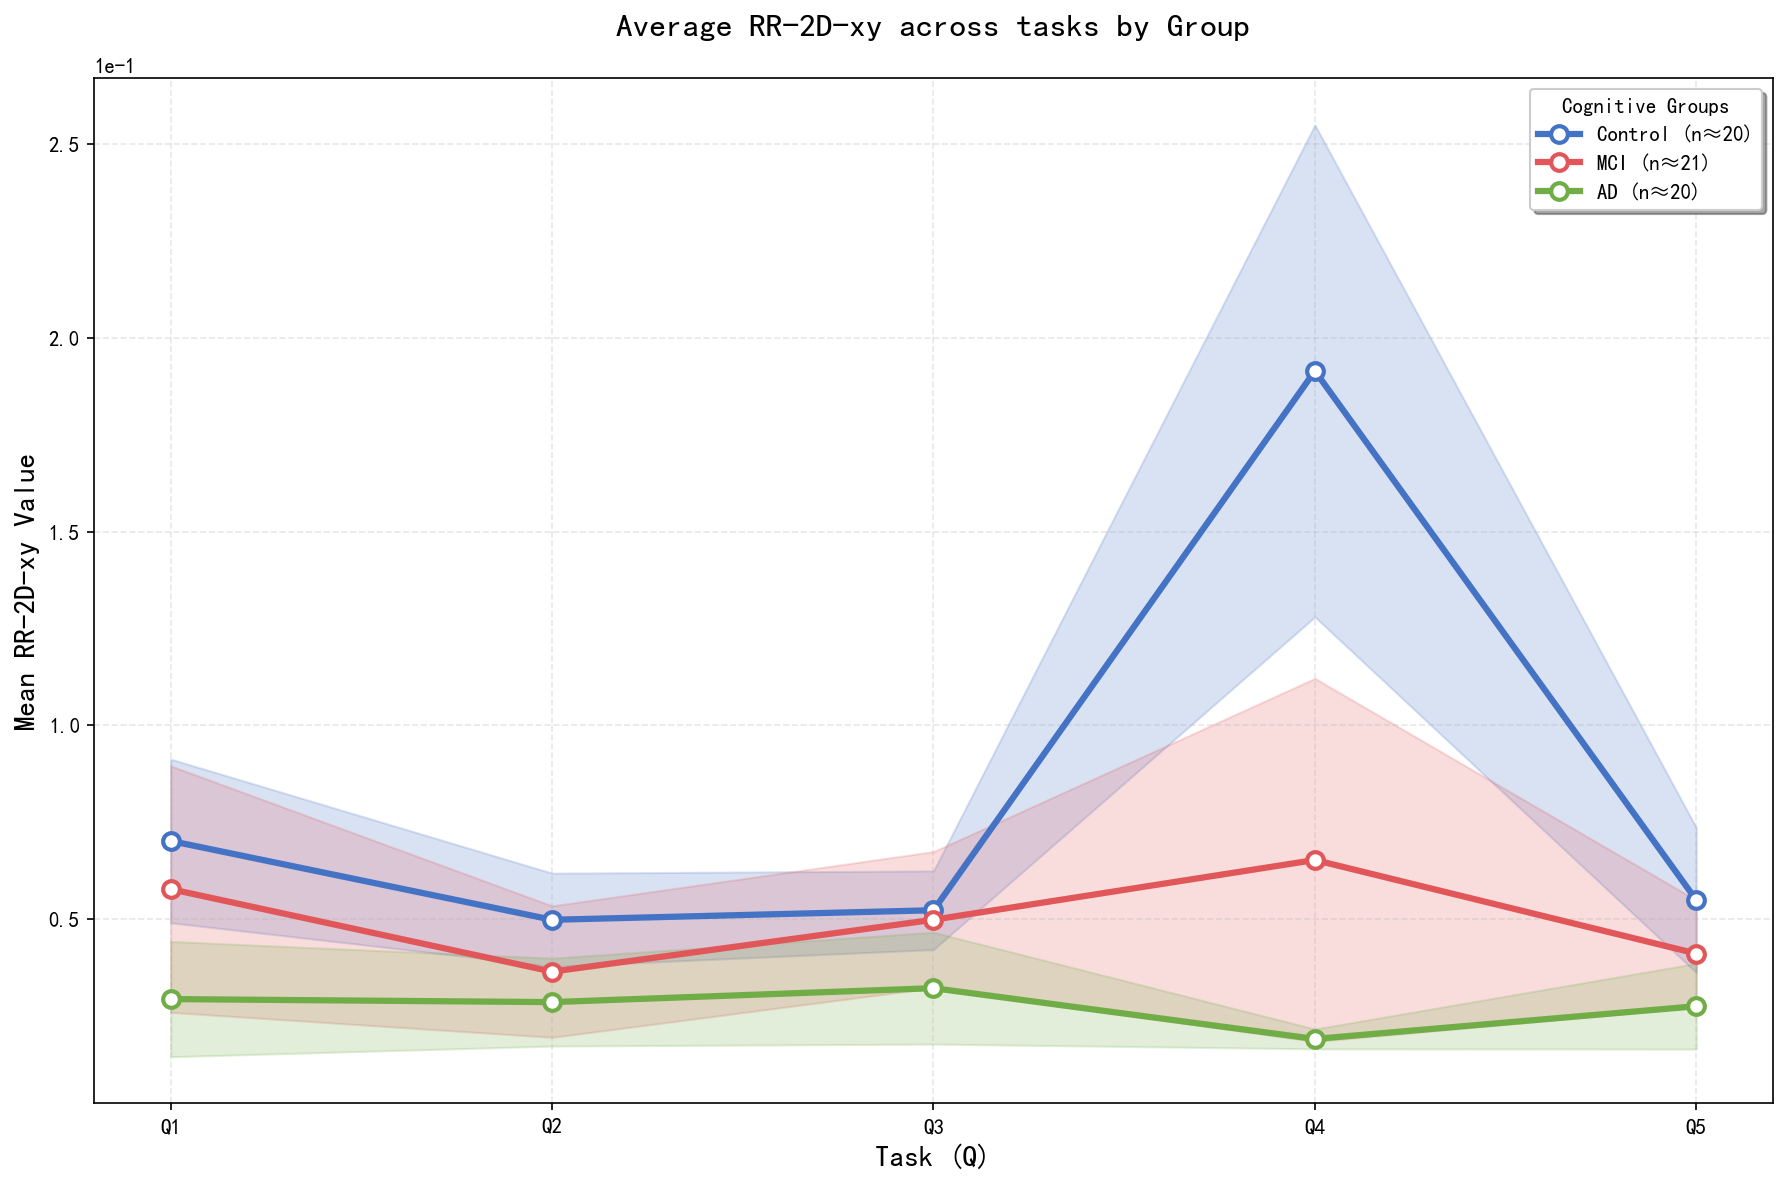 Average RR-2D-xy across tasks by Group
1e-1
Cognitive Groups
Control (n≈20)
MCI (n≈21)
AD (n≈20)
2.5
2.0
1.5
1.0
0.5
Mean RR-2D-xy Value
Q1 Q2 Q3 Q4 Q5
Task (Q)